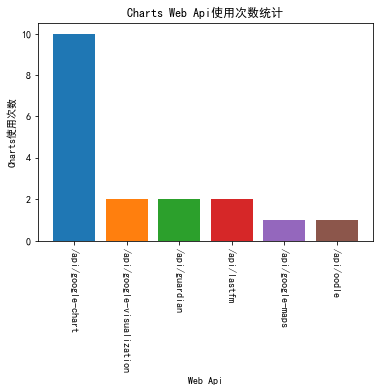 Charts Web Api使用次数统计
Charts使用次数
10
8
6
4
2
0
/api/google-chart
/api/google-visualization
/api/guardian
/api/lastfm
/api/google-maps
/api/oodle
Web Api